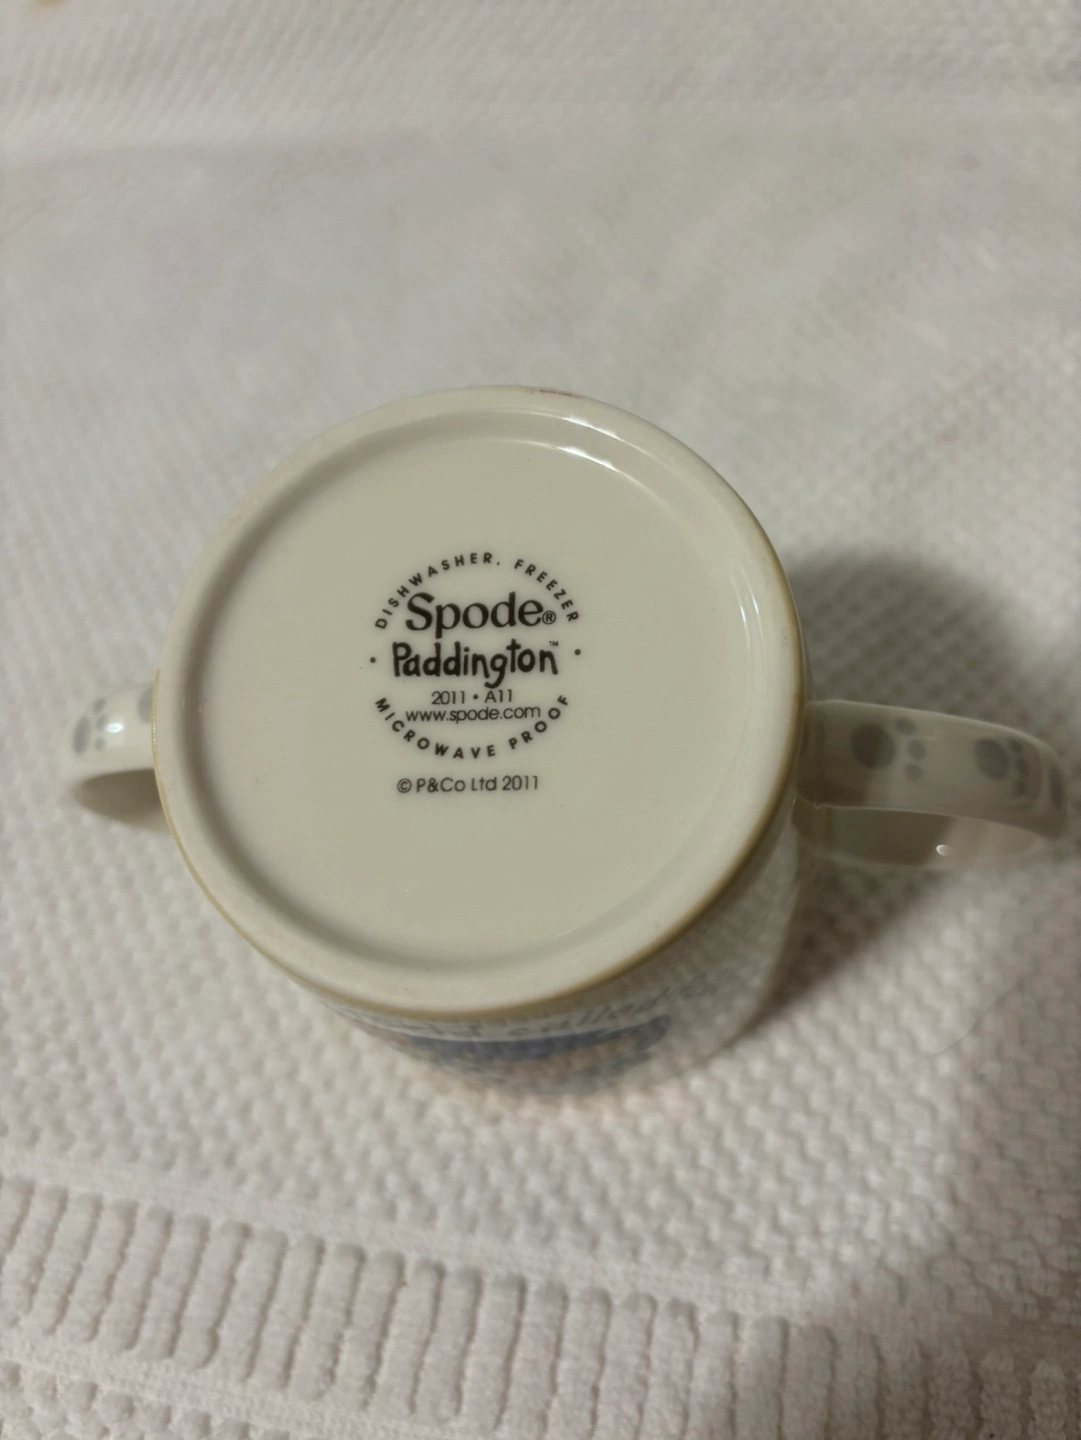 DISHWASHER, FREEZER
Spode®
· Paddington™ ·
2011 • A11
www.spode.com
MICROWAVE PROOF
© P&Co Ltd 2011